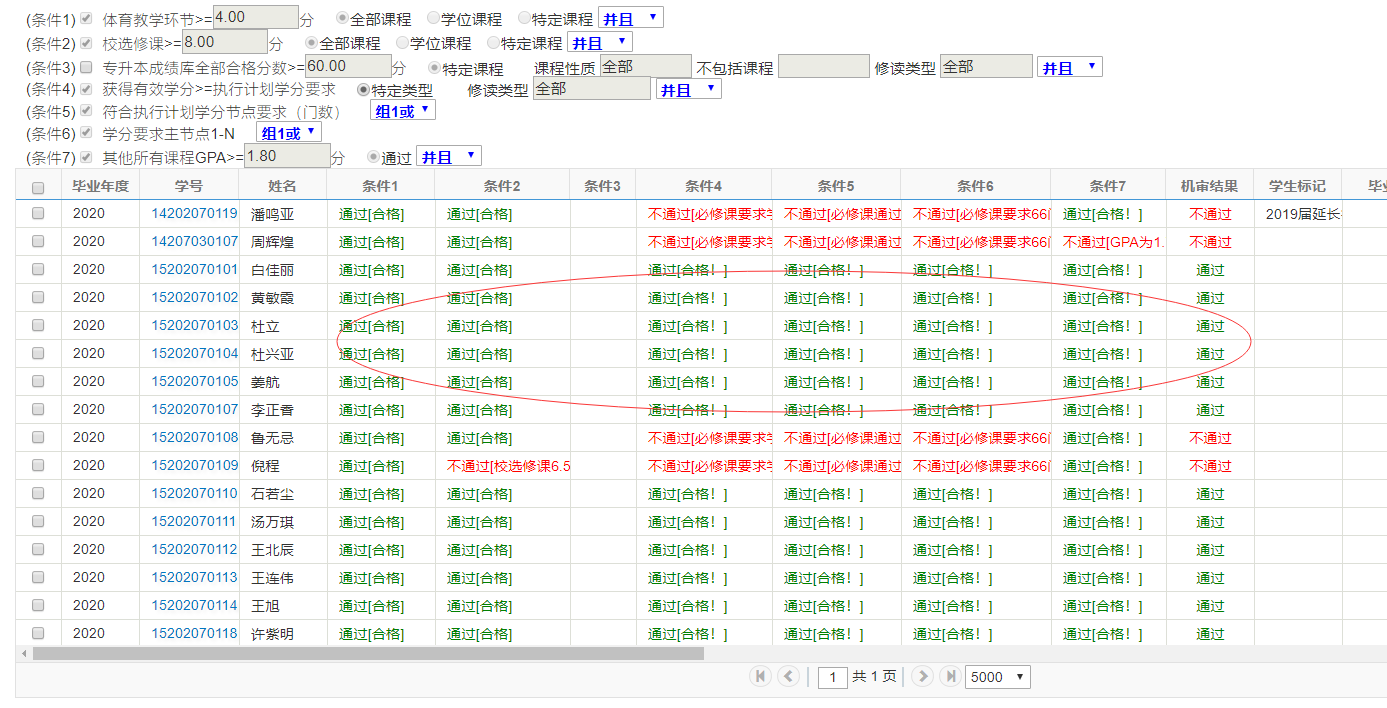 (条件1) 体育教学环节>= 4.00 分 全部课程 学位课程 特定课程 并且
(条件2) 校选修课>= 8.00 分 全部课程 学位课程 特定课程 并且
(条件3) 专升本成绩库全部合格分数>= 60.00 分 特定课程 课程性质 全部 不包括课程 修读类型 全部 并且
(条件4) 获得有效学分>=执行计划学分要求 特定类型 修读类型 全部 并且
(条件5) 符合执行计划学分节点要求（门数） 组1或
(条件6) 学分要求主节点1-N 组1或
(条件7) 其他所有课程GPA>= 1.80 分 通过 并且
毕业年度 学号 姓名 条件1 条件2 条件3 条件4 条件5 条件6 条件7 机审结果 学生标记 毕业
2020 14202070119 潘鸣亚 通过[合格] 通过[合格] 不通过[必修课要求学 不通过[必修课通过 不通过[必修课要求66门 通过[合格！] 不通过 2019届延长
2020 14207030107 周辉煌 通过[合格] 通过[合格] 不通过[必修课要求学 不通过[必修课通过 不通过[必修课要求66门 不通过[GPA为1. 不通过
2020 15202070101 白佳丽 通过[合格] 通过[合格] 通过[合格！] 通过[合格！] 通过[合格！] 通过[合格！] 通过
2020 15202070102 黄敏霞 通过[合格] 通过[合格] 通过[合格！] 通过[合格！] 通过[合格！] 通过[合格！] 通过
2020 15202070103 杜立 通过[合格] 通过[合格] 通过[合格！] 通过[合格！] 通过[合格！] 通过[合格！] 通过
2020 15202070104 杜兴亚 通过[合格] 通过[合格] 通过[合格！] 通过[合格！] 通过[合格！] 通过[合格！] 通过
2020 15202070105 姜航 通过[合格] 通过[合格] 通过[合格！] 通过[合格！] 通过[合格！] 通过[合格！] 通过
2020 15202070107 李正香 通过[合格] 通过[合格] 通过[合格！] 通过[合格！] 通过[合格！] 通过[合格！] 通过
2020 15202070108 鲁无忌 通过[合格] 通过[合格] 不通过[必修课要求学 不通过[必修课通过 不通过[必修课要求66门 通过[合格！] 不通过
2020 15202070109 倪程 通过[合格] 不通过[校选修课6.5 不通过[必修课要求学 不通过[必修课通过 不通过[必修课要求66门 通过[合格！] 不通过
2020 15202070110 石若尘 通过[合格] 通过[合格] 通过[合格！] 通过[合格！] 通过[合格！] 通过[合格！] 通过
2020 15202070111 汤万琪 通过[合格] 通过[合格] 通过[合格！] 通过[合格！] 通过[合格！] 通过[合格！] 通过
2020 15202070112 王北辰 通过[合格] 通过[合格] 通过[合格！] 通过[合格！] 通过[合格！] 通过[合格！] 通过
2020 15202070113 王连伟 通过[合格] 通过[合格] 通过[合格！] 通过[合格！] 通过[合格！] 通过[合格！] 通过
2020 15202070114 王旭 通过[合格] 通过[合格] 通过[合格！] 通过[合格！] 通过[合格！] 通过[合格！] 通过
2020 15202070118 许紫明 通过[合格] 通过[合格] 通过[合格！] 通过[合格！] 通过[合格！] 通过[合格！] 通过
1 共 1 页 5000